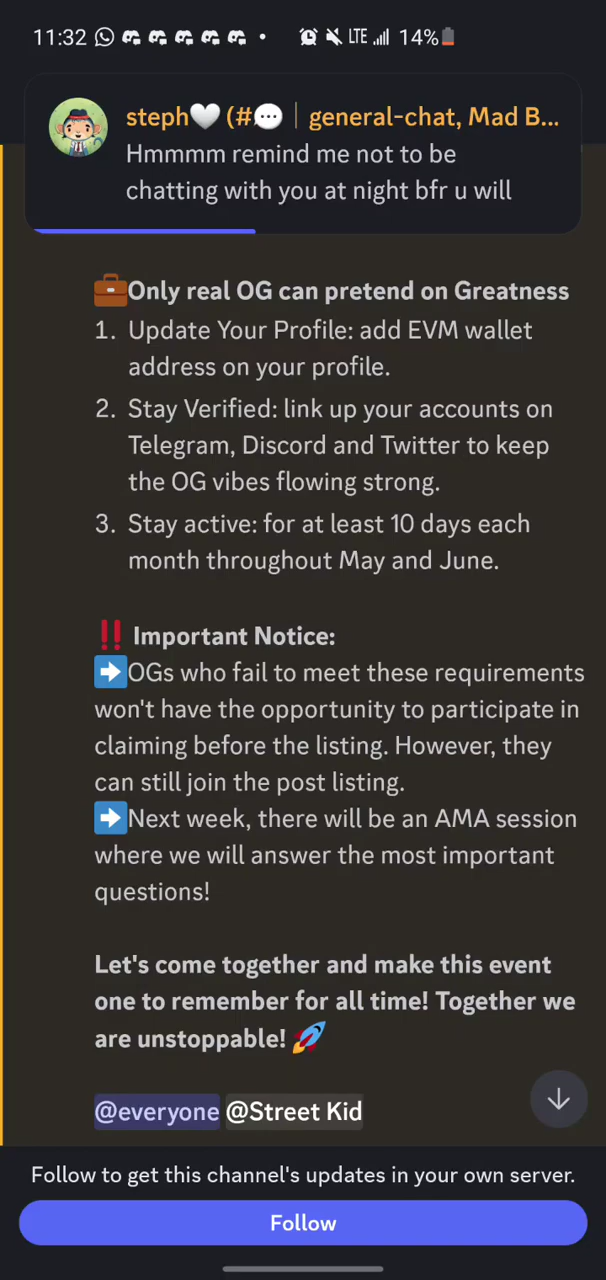 11:32 LTE 14%
steph🤍 (#💬｜general-chat, Mad B...
Hmmmm remind me not to be
chatting with you at night bfr u will
💼Only real OG can pretend on Greatness
1. Update Your Profile: add EVM wallet
address on your profile.
2. Stay Verified: link up your accounts on
Telegram, Discord and Twitter to keep
the OG vibes flowing strong.
3. Stay active: for at least 10 days each
month throughout May and June.
‼️ Important Notice:
➡️OGs who fail to meet these requirements
won't have the opportunity to participate in
claiming before the listing. However, they
can still join the post listing.
➡️Next week, there will be an AMA session
where we will answer the most important
questions!
Let's come together and make this event
one to remember for all time! Together we
are unstoppable! 🚀
@everyone @Street Kid
Follow to get this channel's updates in your own server.
Follow